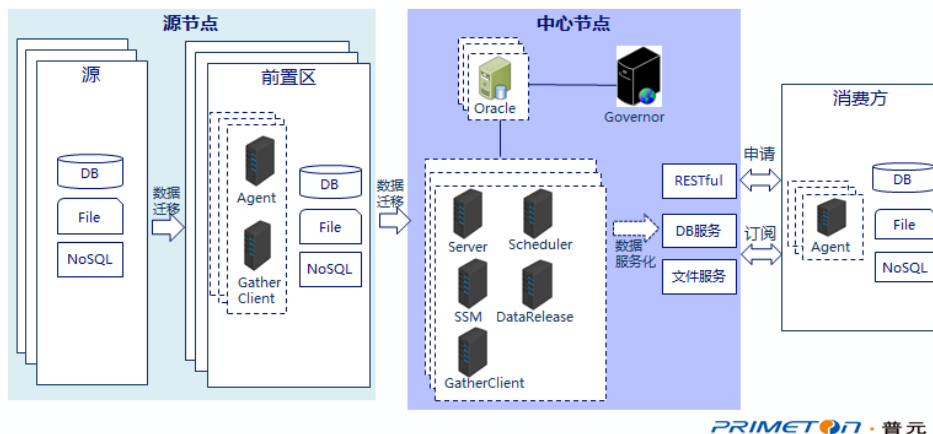 源节点
中心节点
源
前置区
消费方
DB
File
NoSQL
数据
迁移
Agent
Gather
Client
DB
File
NoSQL
数据
迁移
Oracle
Governor
Server
Scheduler
SSM
DataRelease
GatherClient
数据
服务化
RESTful
DB服务
文件服务
申请
订阅
Agent
DB
File
NoSQL
PRIMETON · 普元